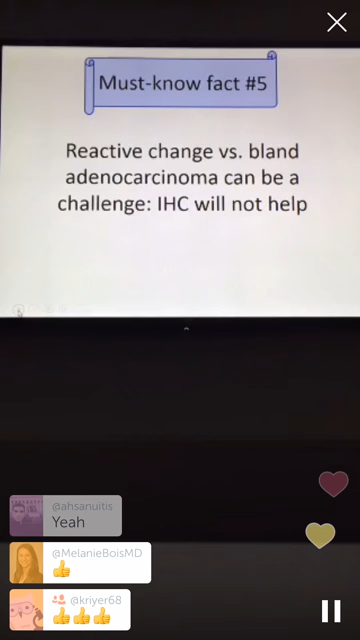 Must-know fact #5
Reactive change vs. bland
adenocarcinoma can be a
challenge: IHC will not help
@ahsanuitis
Yeah
@MelanieBoisMD
👍
@kriyer68
👍👍👍